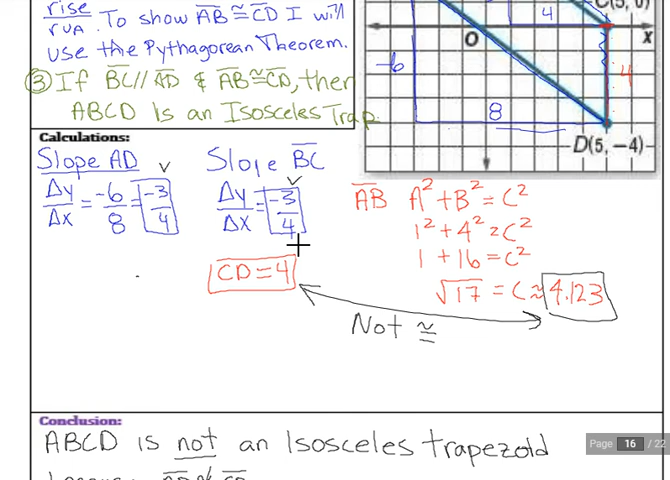 rise
run. To show AB ≅ CD I will
use the Pythagorean Theorem.
③ If BC // AD & AB ≅ CD, then
ABCD Is an Isosceles Trap.
C(5, 0)
4
x
O
-6
4
8
D(5, −4)
Calculations:
Slope AD
Δy/Δx = -6/8 = -3/4
Slope BC
Δy/Δx = -3/4
CD = 4
AB A² + B² = C²
1² + 4² = C²
1 + 16 = C²
√17 = C ≈ 4.123
Not ≅
Conclusion:
ABCD is not an Isosceles trapezoid
Page 16 / 22